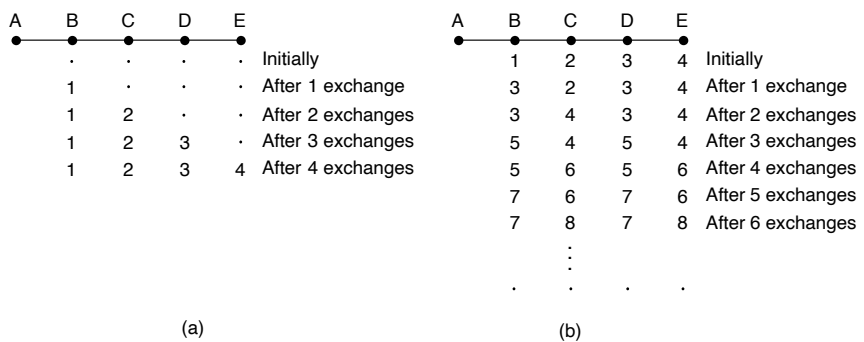 A B C D E
· · · · Initially
1 · · · After 1 exchange
1 2 · · After 2 exchanges
1 2 3 · After 3 exchanges
1 2 3 4 After 4 exchanges
(a)
A B C D E
1 2 3 4 Initially
3 2 3 4 After 1 exchange
3 4 3 4 After 2 exchanges
5 4 5 4 After 3 exchanges
5 6 5 6 After 4 exchanges
7 6 7 6 After 5 exchanges
7 8 7 8 After 6 exchanges
⋮
· · · ·
(b)